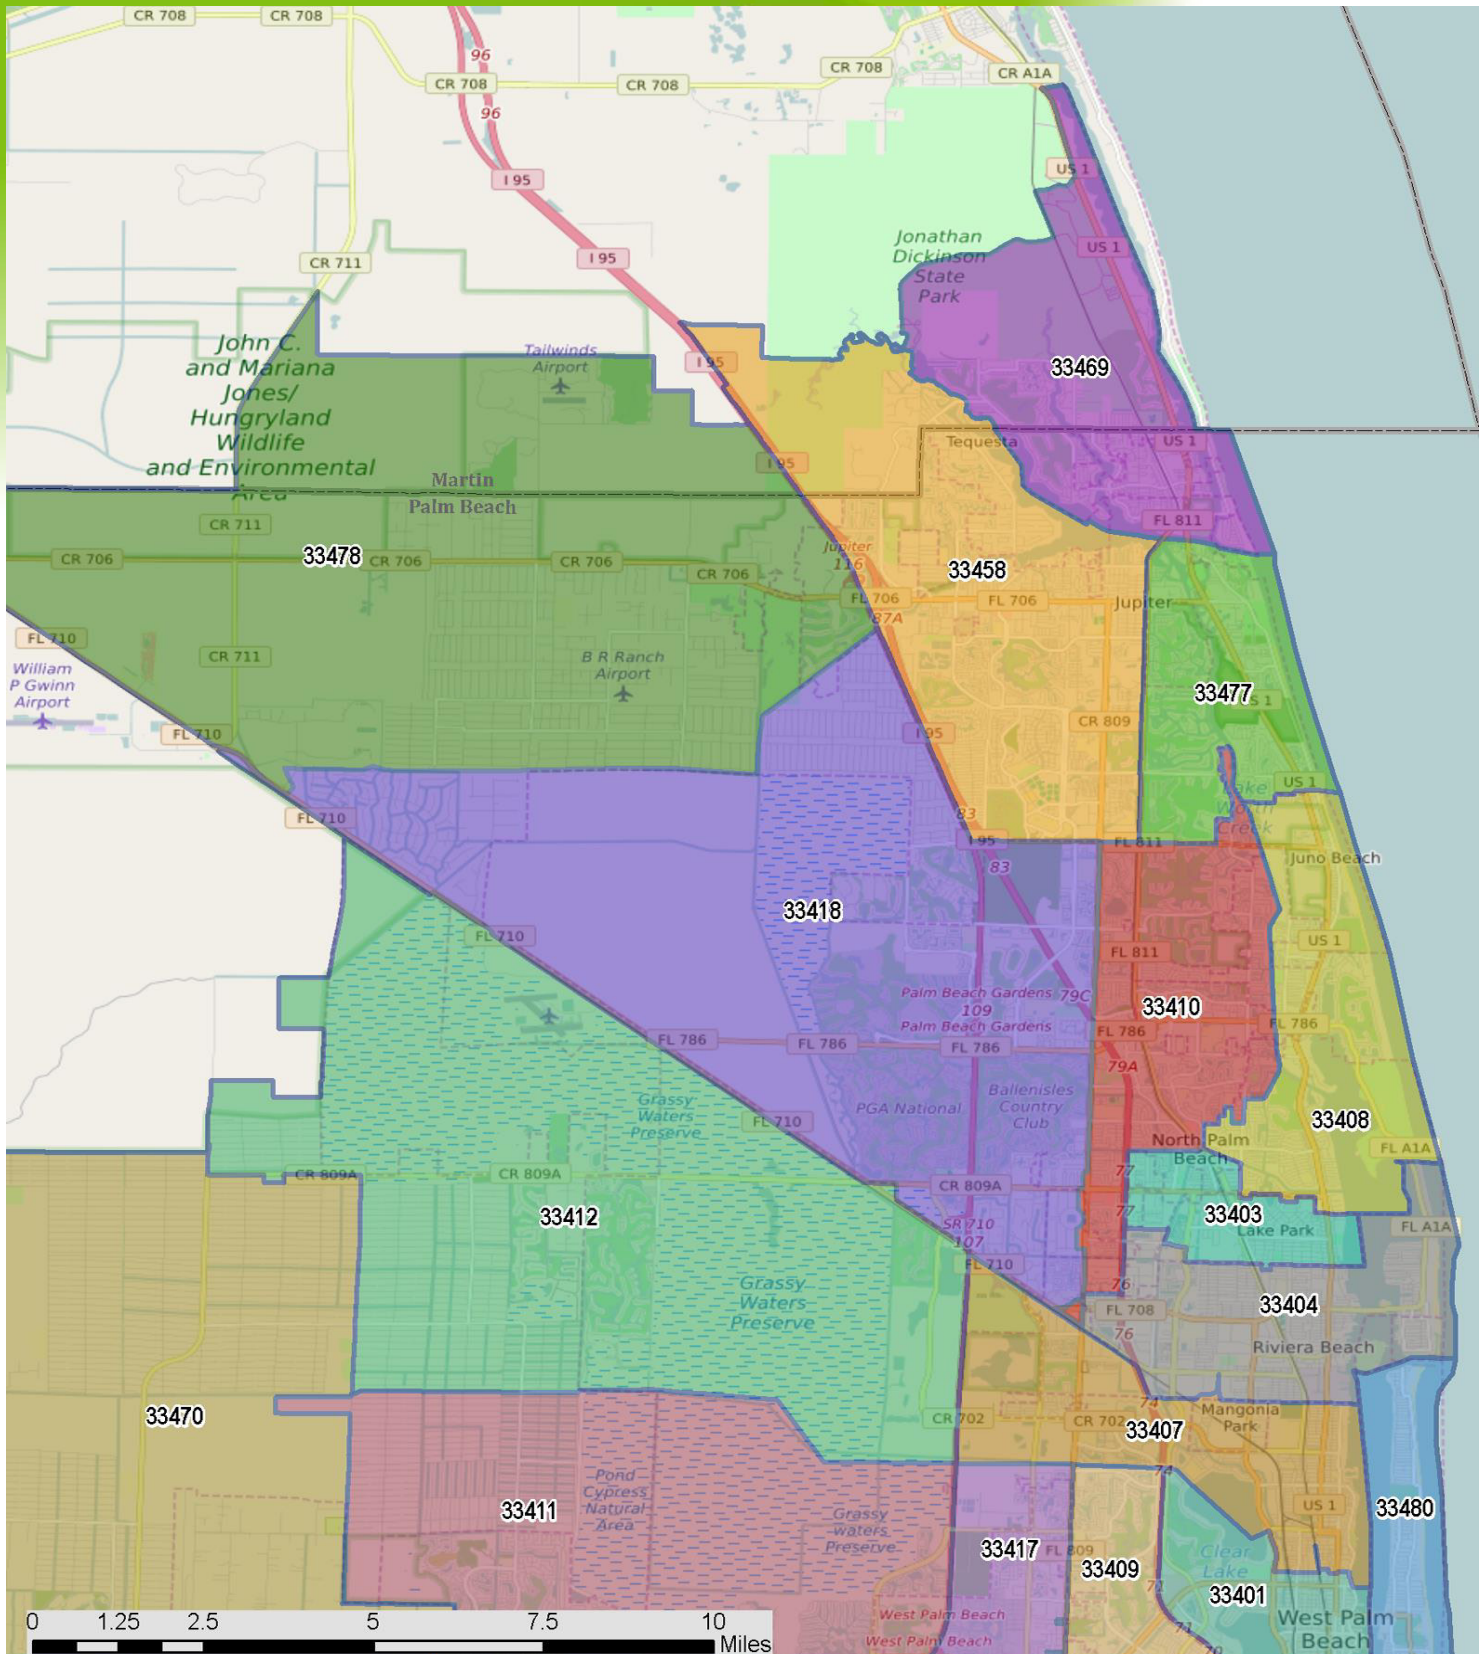 CR 708
CR 708
96
CR 708
CR 708
CR 708
CR A1A
96
US 1
I 95
Jonathan
Dickinson
State
Park
US 1
I 95
CR 711
John C.
and Mariana
Jones/
Hungryland
Wildlife
and Environmental
Area
Tailwinds
Airport
I 95
33469
Tequesta
US 1
I 95
Martin
Palm Beach
CR 711
FL 811
CR 706
33478
CR 706
CR 706
CR 706
Jupiter
116
33458
FL 706
FL 706
Jupiter
87A
FL 710
William
P Gwinn
Airport
CR 711
B R Ranch
Airport
33477
S 1
FL 710
I 95
CR 809
US 1
Lake
Worth
Creek
FL 710
83
I 95
FL 811
83
Juno Beach
33418
FL 710
US 1
FL 811
Palm Beach Gardens
109
Palm Beach Gardens
79C
33410
FL 786
FL 786
FL 786
FL 786
FL 786
79A
Grassy
Waters
Preserve
FL 710
PGA National
Ballenisles
Country
Club
33408
North Palm
Beach
FL A1A
CR 809A
CR 809A
CR 809A
77
33412
77
33403
Lake Park
FL A1A
SR 710
107
FL 710
Grassy
Waters
Preserve
76
FL 708
33404
76
Riviera Beach
33470
CR 702
CR 702
74
33407
Mangonia
Park
74
Pond
Cypress
Natural
Area
33411
Grassy
waters
Preserve
US 1
33480
33417
FL 809
33409
Clear
Lake
33401
71
West Palm Beach
West Palm Beach
71
70
West Palm
Beach
0 1.25 2.5 5 7.5 10
Miles